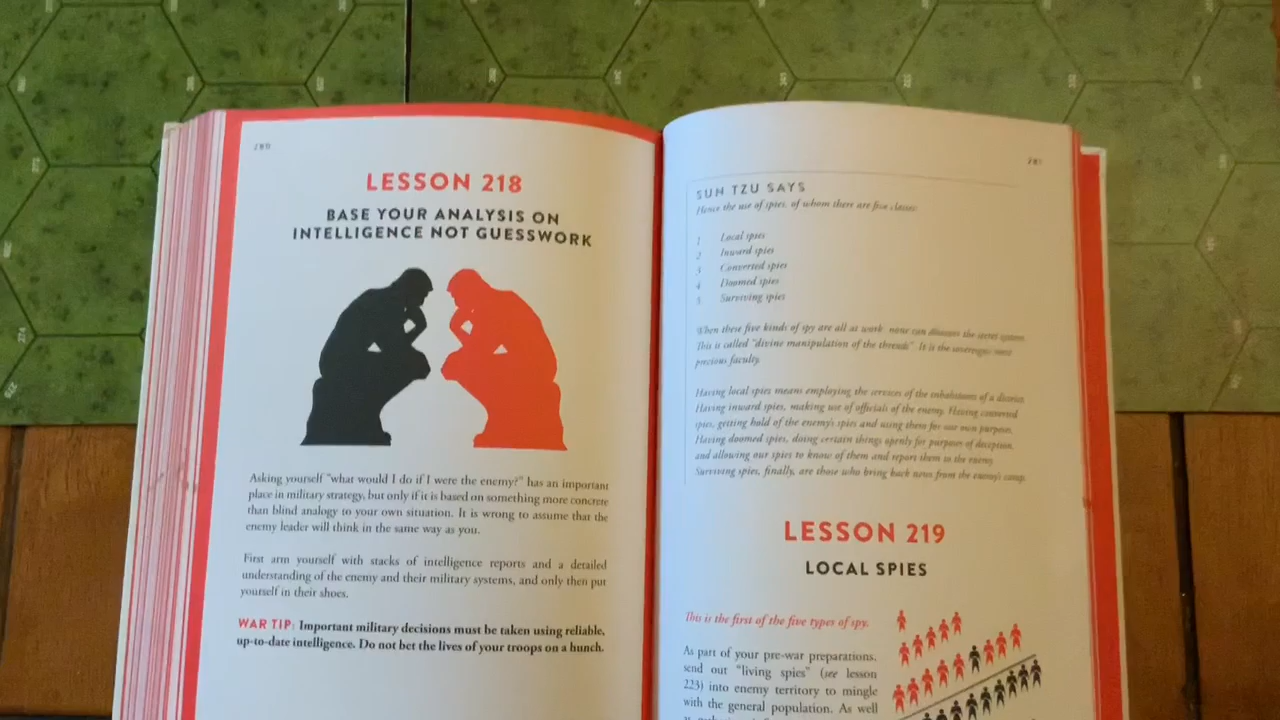 280
LESSON 218
BASE YOUR ANALYSIS ON
INTELLIGENCE NOT GUESSWORK
Asking yourself "what would I do if I were the enemy?" has an important
place in military strategy, but only if it is based on something more concrete
than blind analogy to your own situation. It is wrong to assume that the
enemy leader will think in the same way as you.
First arm yourself with stacks of intelligence reports and a detailed
understanding of the enemy and their military systems, and only then put
yourself in their shoes.
WAR TIP: Important military decisions must be taken using reliable,
up-to-date intelligence. Do not bet the lives of your troops on a hunch.
281
SUN TZU SAYS
Hence the use of spies, of whom there are five classes:
1 Local spies
2 Inward spies
3 Converted spies
4 Doomed spies
5 Surviving spies
When these five kinds of spy are all at work none can discover the secret system.
This is called "divine manipulation of the threads". It is the sovereign's most
precious faculty.
Having local spies means employing the services of the inhabitants of a district.
Having inward spies, making use of officials of the enemy. Having converted
spies, getting hold of the enemy's spies and using them for our own purposes.
Having doomed spies, doing certain things openly for purposes of deception,
and allowing our spies to know of them and report them to the enemy.
Surviving spies, finally, are those who bring back news from the enemy's camp.
LESSON 219
LOCAL SPIES
This is the first of the five types of spy.
As part of your pre-war preparations,
send out "living spies" (see lesson
223) into enemy territory to mingle
with the general population. As well